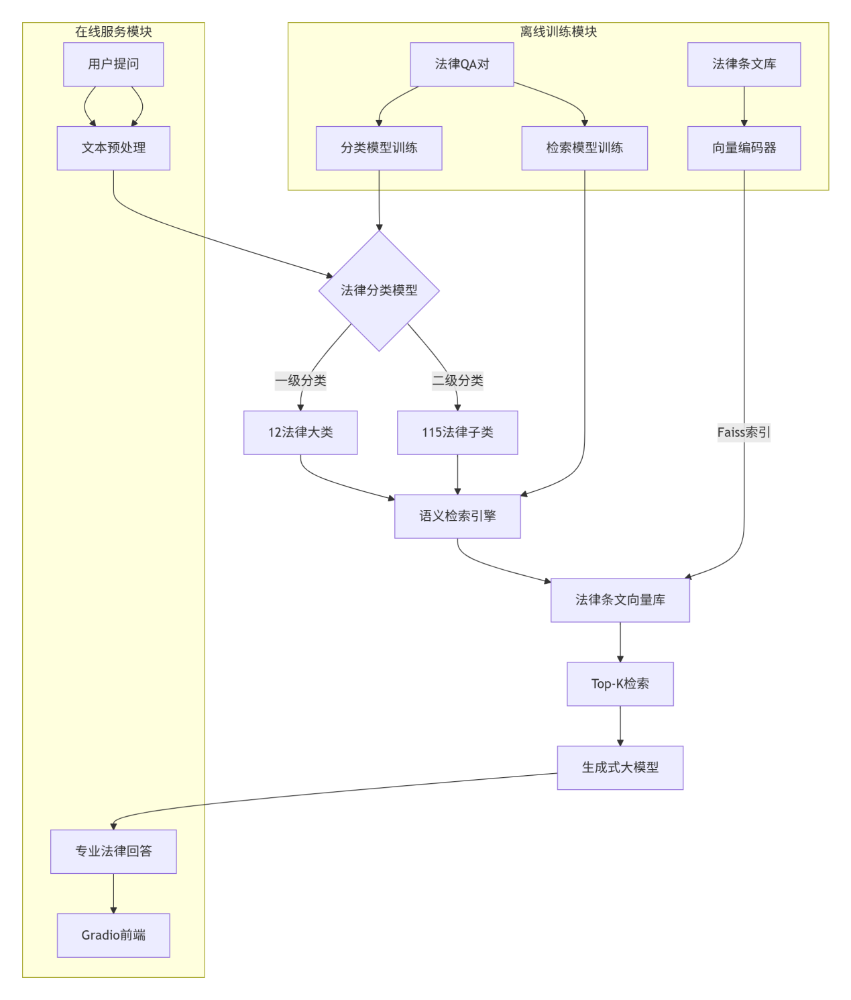 在线服务模块
离线训练模块
用户提问
法律QA对
法律条文库
文本预处理
分类模型训练
检索模型训练
向量编码器
法律分类模型
一级分类
二级分类
12法律大类
115法律子类
Faiss索引
语义检索引擎
法律条文向量库
Top-K检索
生成式大模型
专业法律回答
Gradio前端